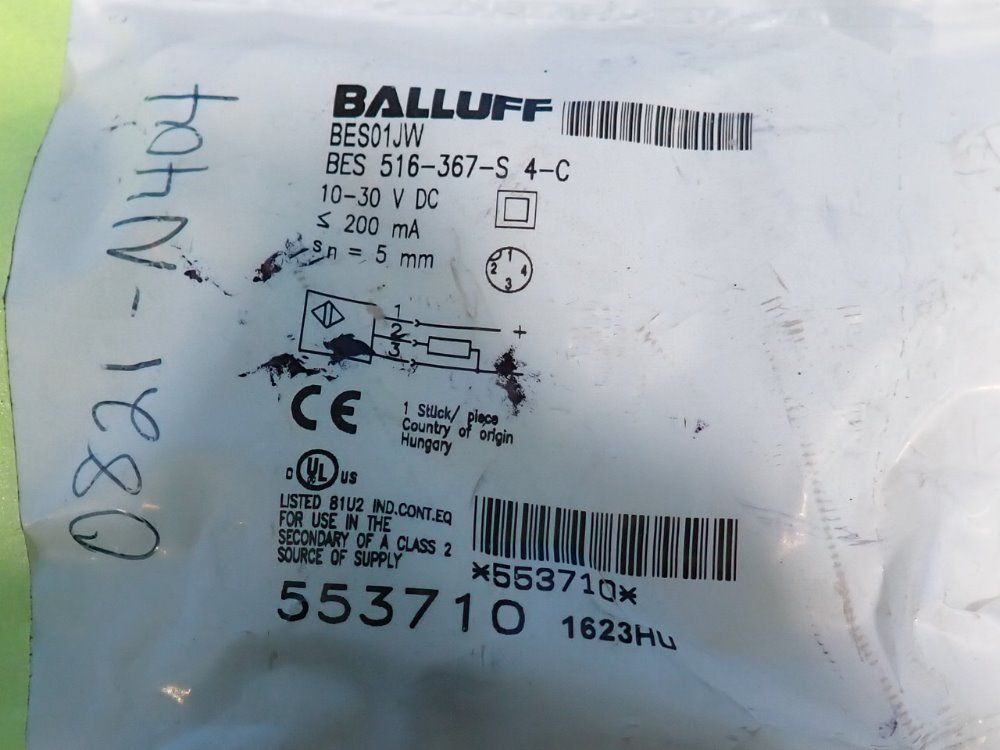 BALLUFF
BES01JW
BES 516-367-S 4-C
10-30 V DC
≤ 200 mA
sn = 5 mm
1
2 4
3
1
+
2
3
CE
1 Stück/ piece
Country of origin
Hungary
UL US
LISTED 81U2 IND.CONT.EQ
FOR USE IN THE
SECONDARY OF A CLASS 2
SOURCE OF SUPPLY
*553710*
553710
1623HU
0821-N404